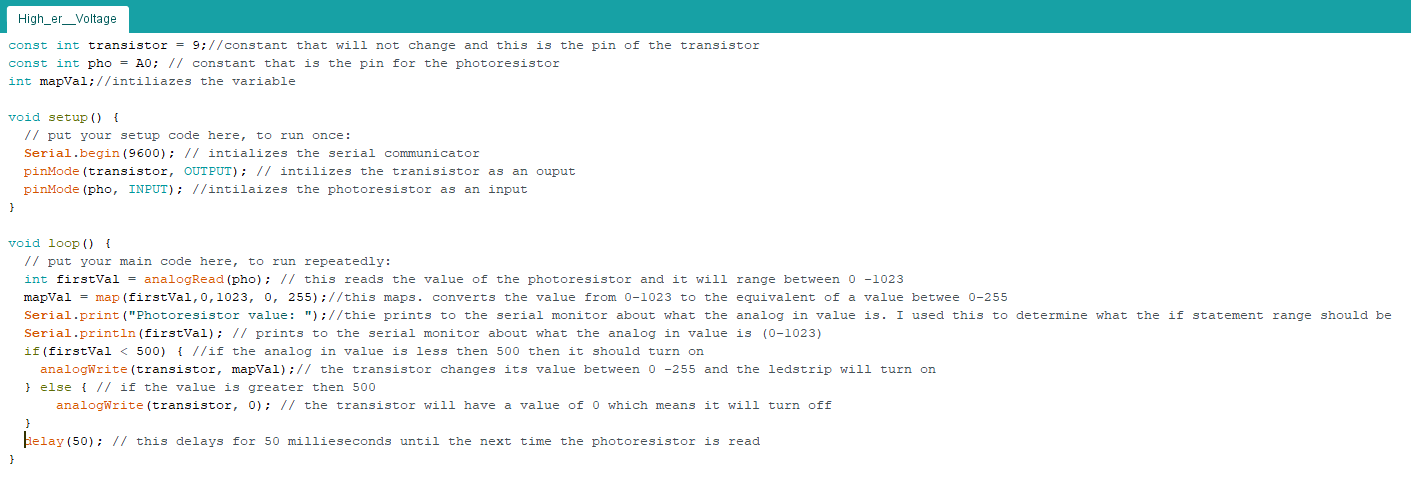 High_er__Voltage
const int transistor = 9;//constant that will not change and this is the pin of the transistor
const int pho = A0; // constant that is the pin for the photoresistor
int mapVal;//intiliazes the variable
void setup() {
  // put your setup code here, to run once:
  Serial.begin(9600); // intializes the serial communicator
  pinMode(transistor, OUTPUT); // intilizes the tranisistor as an ouput
  pinMode(pho, INPUT); //intilaizes the photoresistor as an input
}
void loop() {
  // put your main code here, to run repeatedly:
  int firstVal = analogRead(pho); // this reads the value of the photoresistor and it will range between 0 -1023
  mapVal = map(firstVal,0,1023, 0, 255);//this maps. converts the value from 0-1023 to the equivalent of a value betwee 0-255
  Serial.print("Photoresistor value: ");//thie prints to the serial monitor about what the analog in value is. I used this to determine what the if statement range should be
  Serial.println(firstVal); // prints to the serial monitor about what the analog in value is (0-1023)
  if(firstVal < 500) { //if the analog in value is less then 500 then it should turn on
    analogWrite(transistor, mapVal);// the transistor changes its value between 0 -255 and the ledstrip will turn on
  } else { // if the value is greater then 500
      analogWrite(transistor, 0); // the transistor will have a value of 0 which means it will turn off
  }
  delay(50); // this delays for 50 millieseconds until the next time the photoresistor is read
}